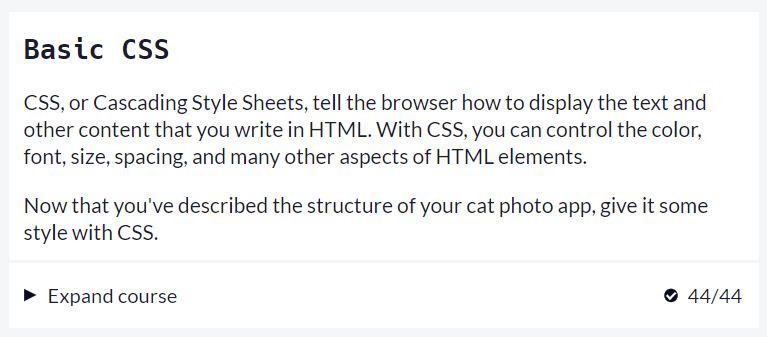 Basic CSS
CSS, or Cascading Style Sheets, tell the browser how to display the text and
other content that you write in HTML. With CSS, you can control the color,
font, size, spacing, and many other aspects of HTML elements.
Now that you've described the structure of your cat photo app, give it some
style with CSS.
Expand course
44/44